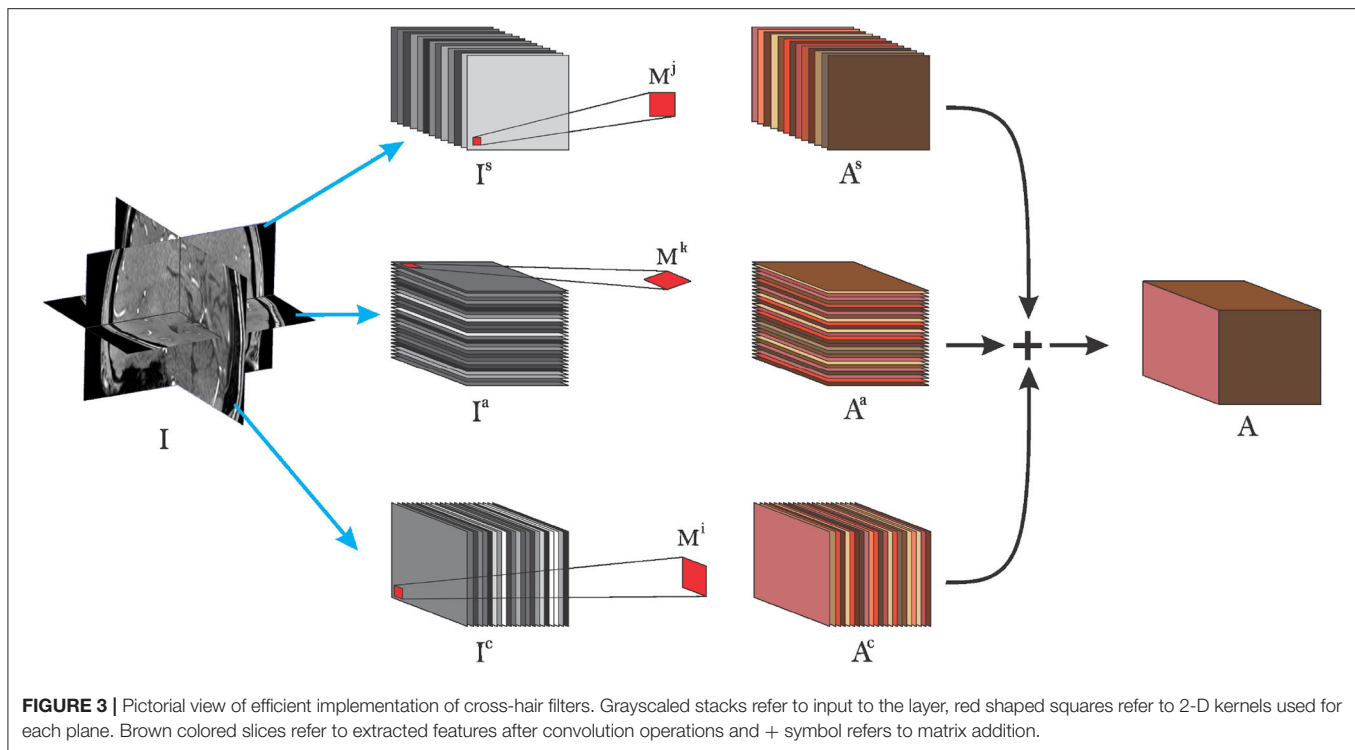 M^j
I^s
A^s
M^k
I
I^a
A^a
+
A
M^i
I^c
A^c
FIGURE 3 | Pictorial view of efficient implementation of cross-hair filters. Grayscaled stacks refer to input to the layer, red shaped squares refer to 2-D kernels used for
each plane. Brown colored slices refer to extracted features after convolution operations and + symbol refers to matrix addition.